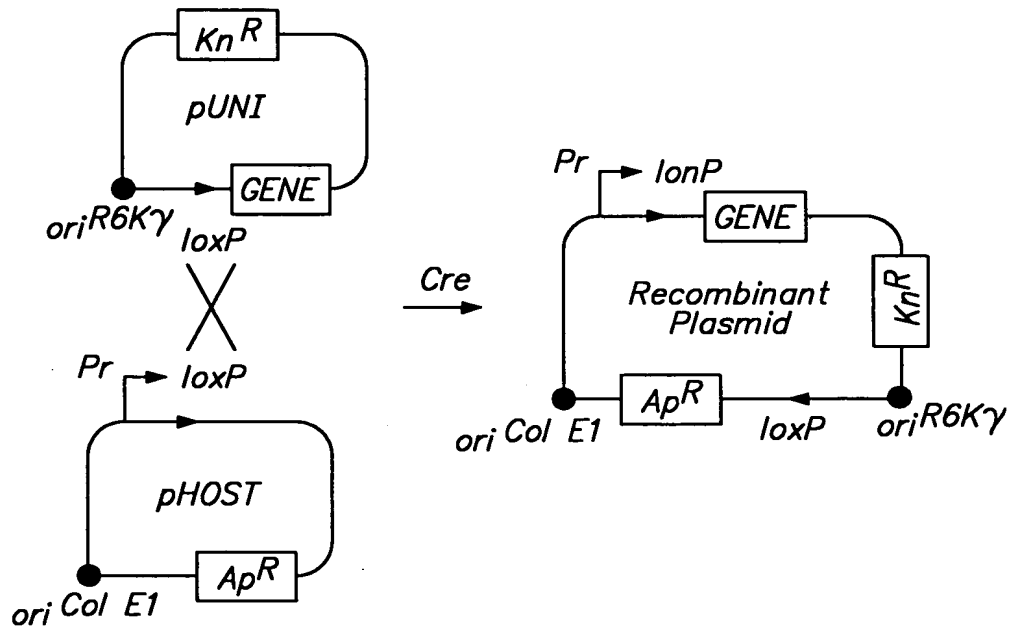 Kn^R
pUNI
GENE
ori^R6Kγ
loxP
Pr
loxP
pHOST
Ap^R
ori^Col E1
Cre
Pr
lonP
GENE
Recombinant
Plasmid
Kn^R
Ap^R
loxP
ori^R6Kγ
ori^Col E1